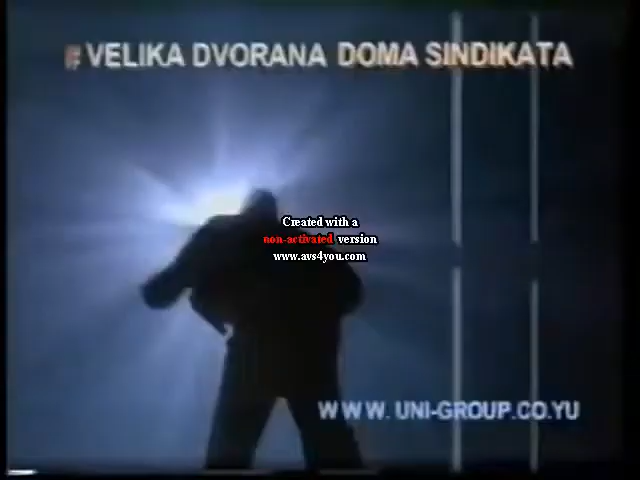 # VELIKA DVORANA DOMA SINDIKATA
Created with a
non-activated version
www.avs4you.com
WWW. UNI-GROUP.CO.YU